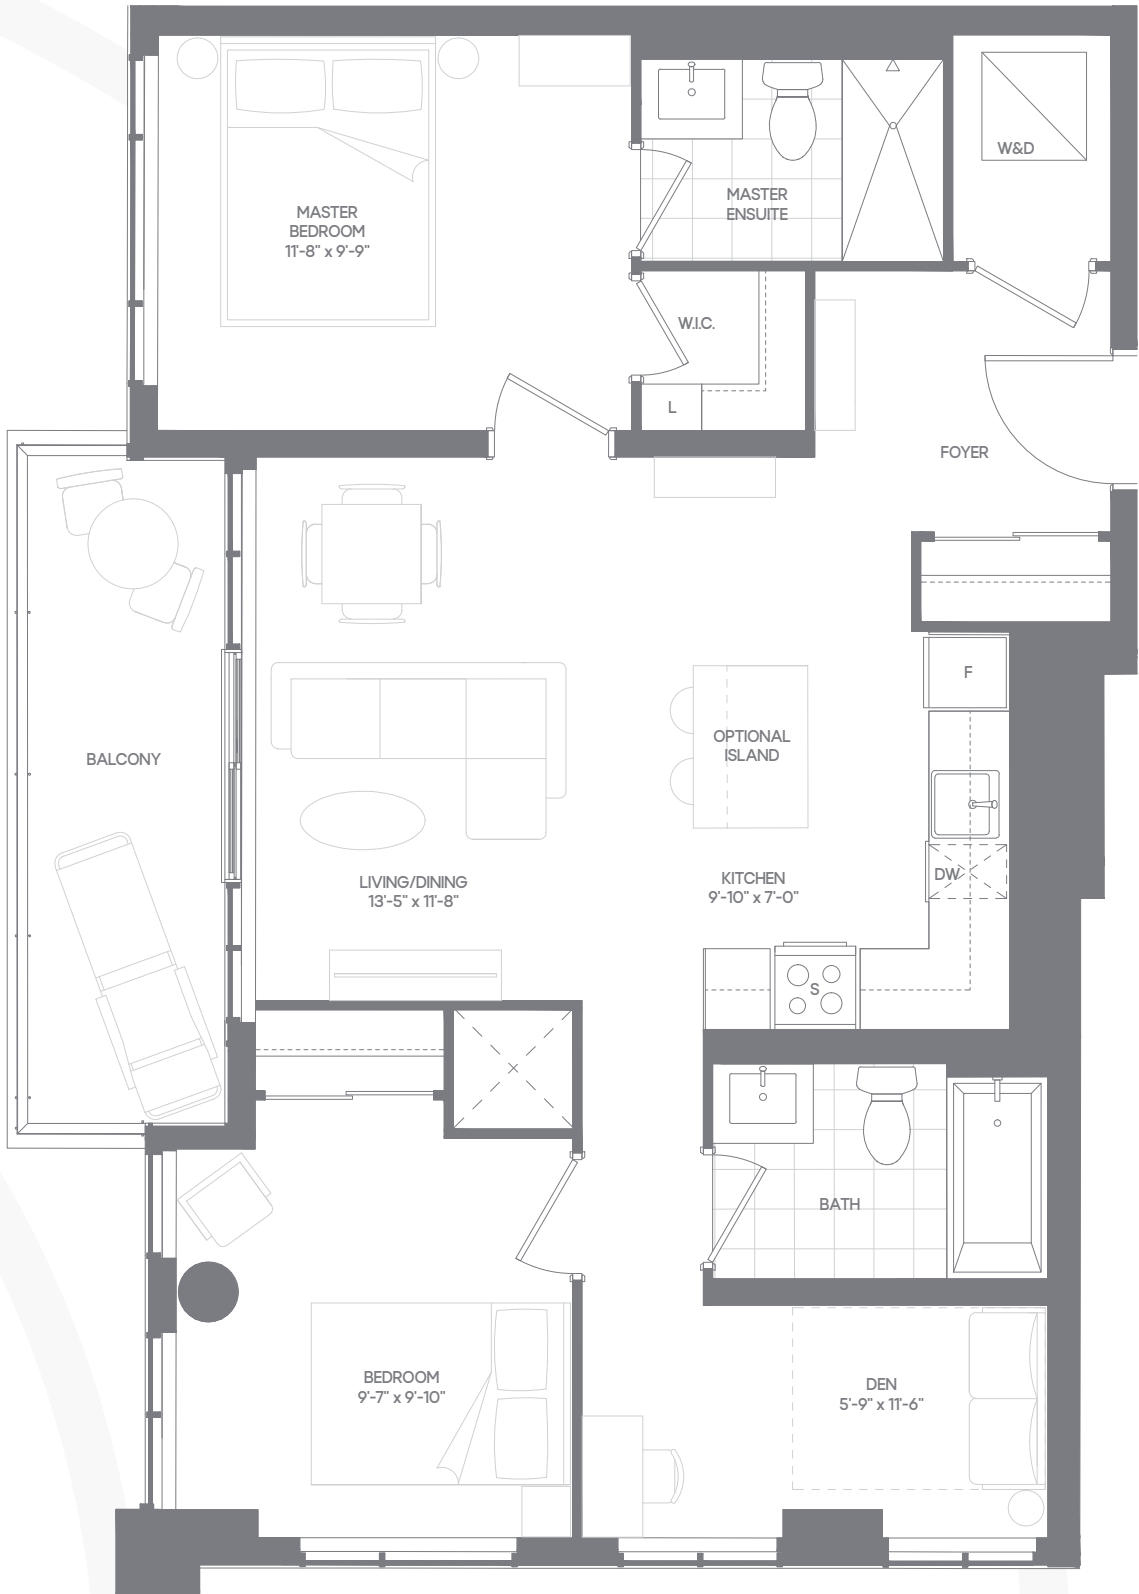 W&D
MASTER
ENSUITE
MASTER
BEDROOM
11'-8" x 9'-9"
W.I.C.
L
FOYER
F
OPTIONAL
ISLAND
BALCONY
DW
LIVING/DINING
13'-5" x 11'-8"
KITCHEN
9'-10" x 7'-0"
S
BATH
BEDROOM
9'-7" x 9'-10"
DEN
5'-9" x 11'-6"